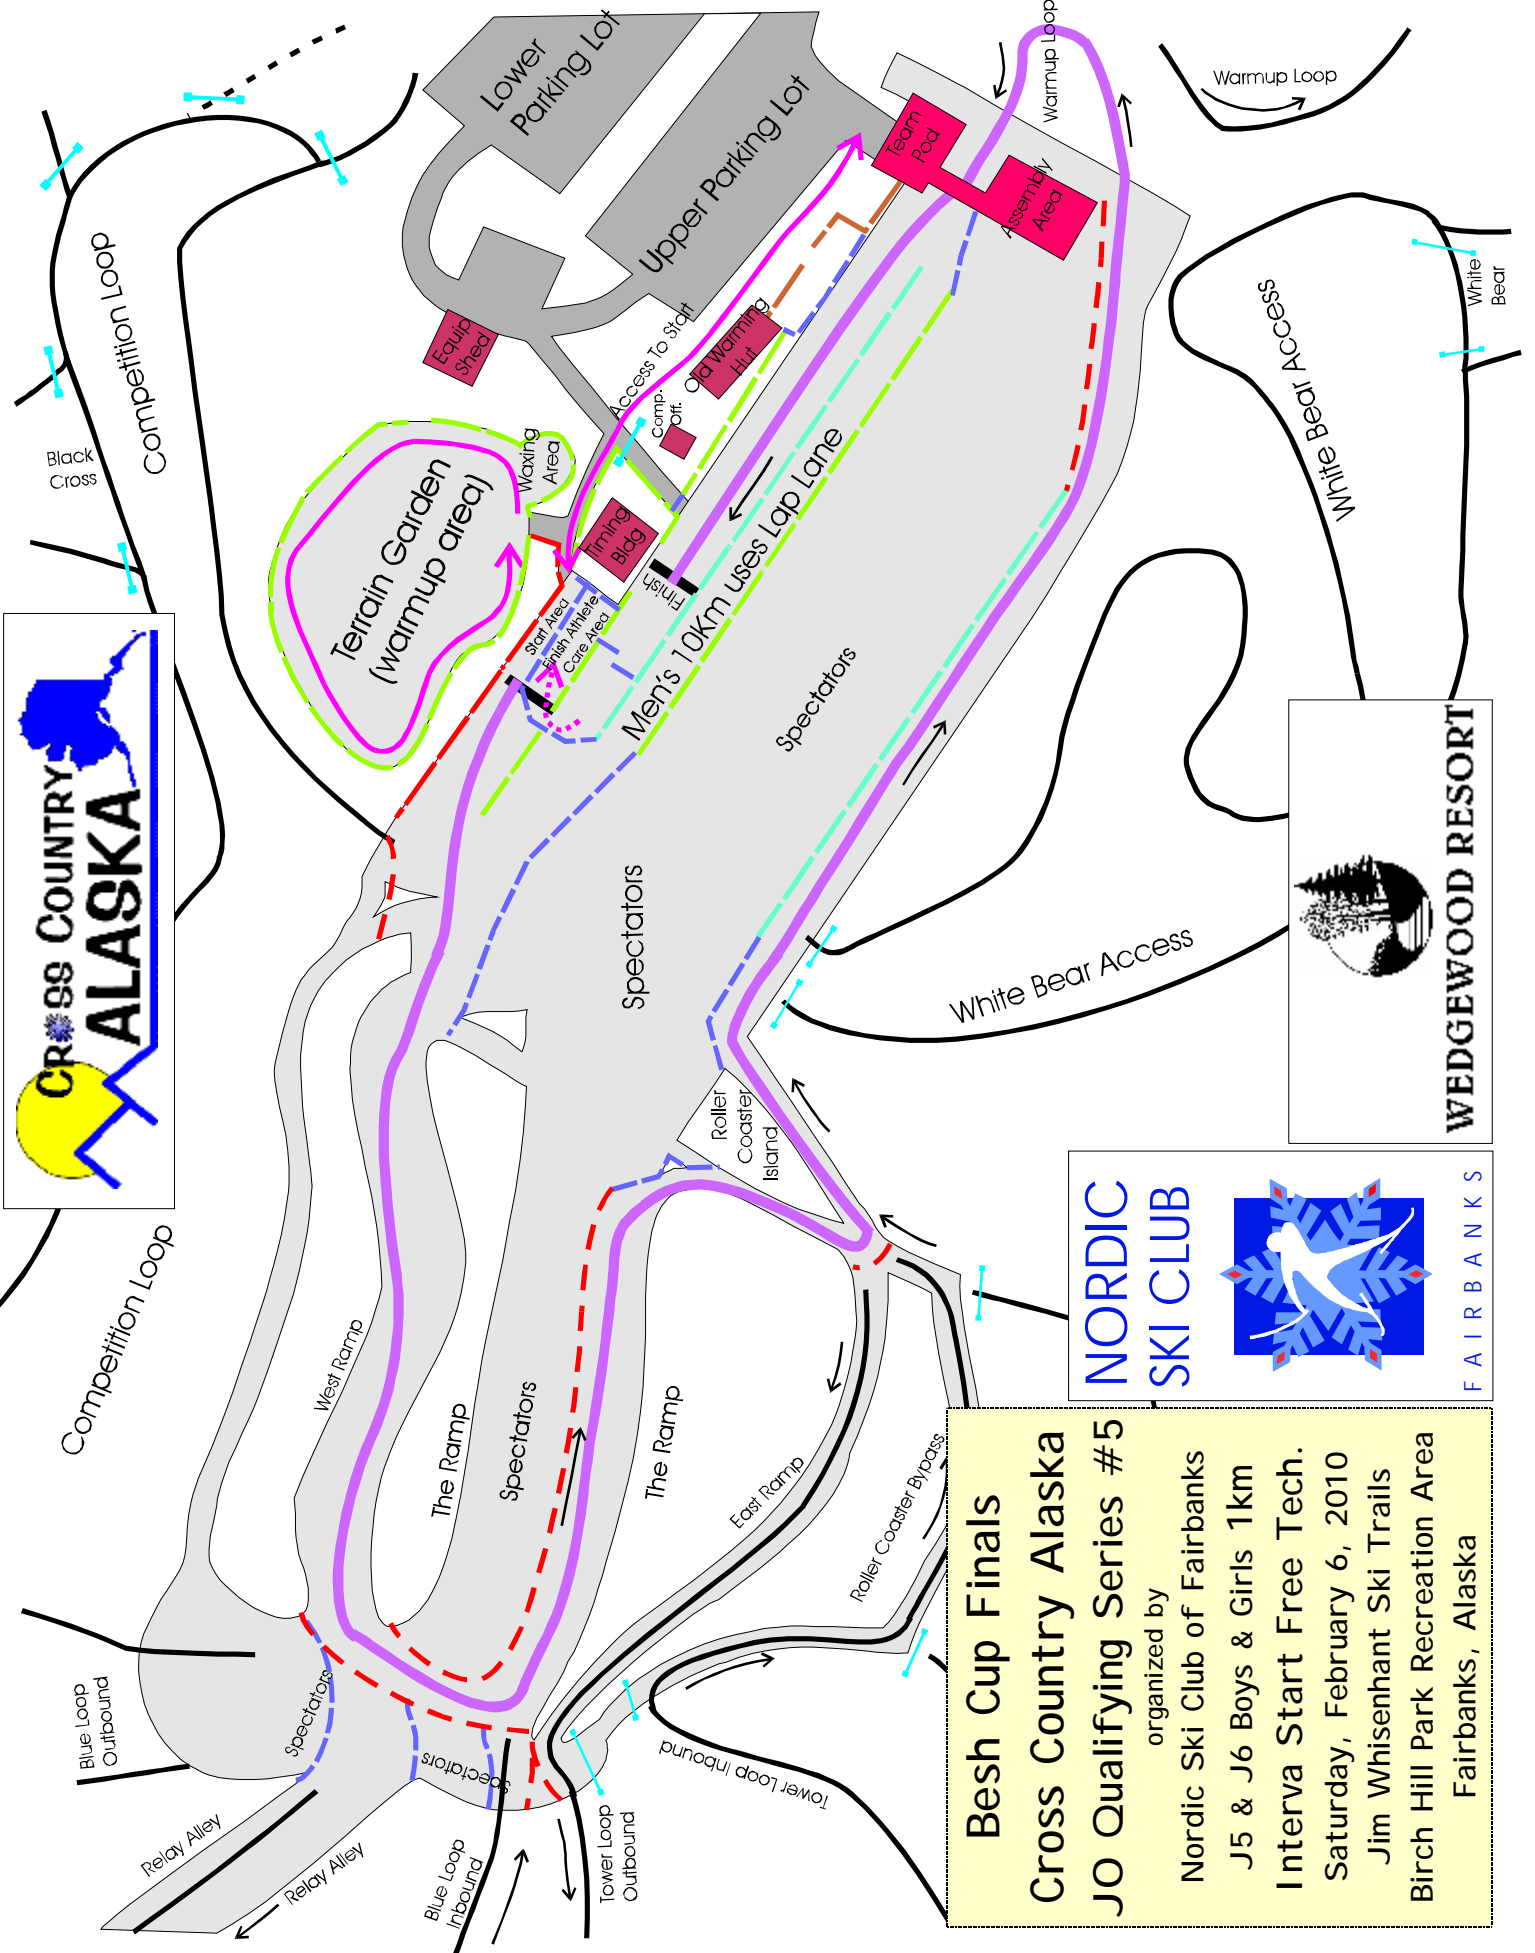 Lower
Parking Lot
Upper Parking Lot
Team
Pod
Assembly
Area
Warmup Loop
Warmup Loop
Competition Loop
Black
Cross
Equip
Shed
Access To Start
Old Warming
Hut
Comp.
Off.
Waxing
Area
Terrain Garden
(warmup area)
Timing
Bldg
Finish
Start Area
Finish Athlete
Care Area
Men's 10Km uses Lap Lane
Spectators
White Bear Access
White
Bear
White Bear Access
Spectators
Roller
Coaster
Island
Competition Loop
West Ramp
The Ramp
Spectators
The Ramp
East Ramp
Roller Coaster Bypass
Spectators
Spectators
Blue Loop
Outbound
Relay Alley
Relay Alley
Blue Loop
Inbound
Tower Loop
Outbound
Tower Loop Inbound
CROSS COUNTRY
ALASKA
WEDGEWOOD RESORT
NORDIC
SKI CLUB
FAIRBANKS
Besh Cup Finals
Cross Country Alaska
JO Qualifying Series #5
organized by
Nordic Ski Club of Fairbanks
J5 & J6 Boys & Girls 1km
Interva Start Free Tech.
Saturday, February 6, 2010
Jim Whisenhant Ski Trails
Birch Hill Park Recreation Area
Fairbanks, Alaska